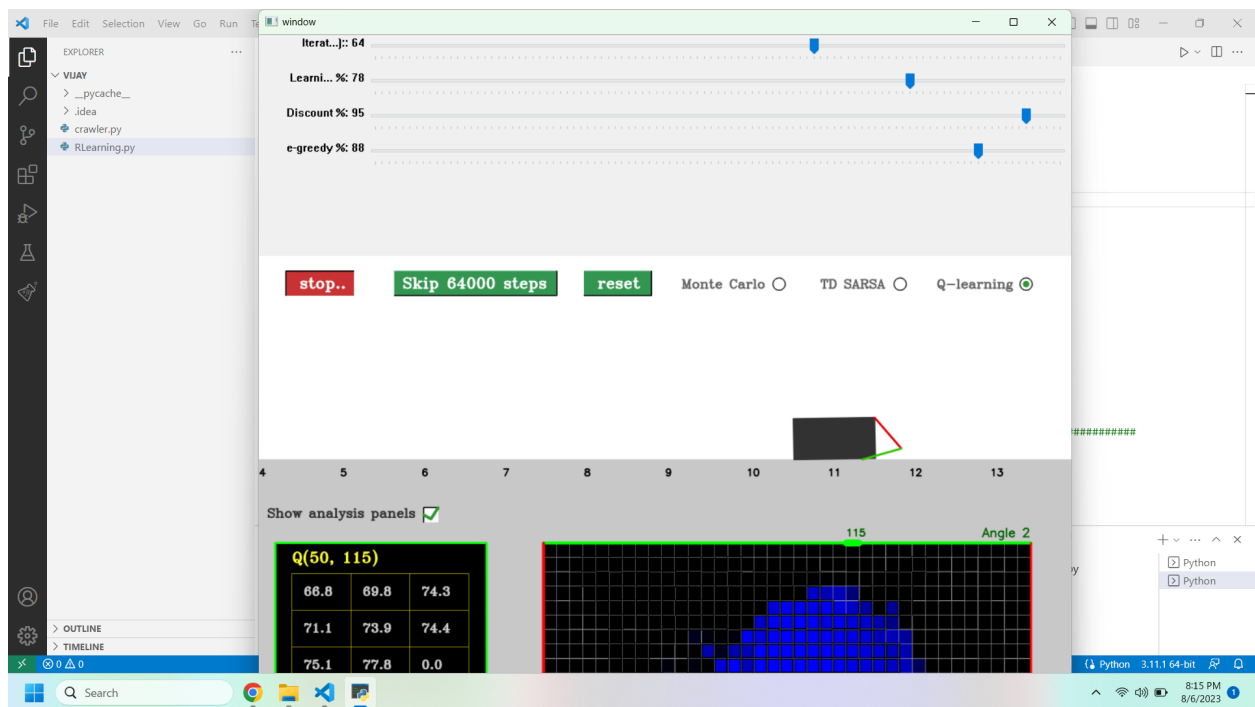 File Edit Selection View Go Run Te
window
EXPLORER
VIJAY
__pycache__
.idea
crawler.py
RLearning.py
OUTLINE
TIMELINE
Iterat...):: 64
Learni... %: 78
Discount %: 95
e-greedy %: 88
stop.. Skip 64000 steps reset Monte Carlo TD SARSA Q-learning
############
4 5 6 7 8 9 10 11 12 13
Show analysis panels
115 Angle 2
Q(50, 115)
66.8 69.8 74.3
71.1 73.9 74.4
75.1 77.8 0.0
Python
Python
0 0 Python 3.11.1 64-bit
Search
8:15 PM
8/6/2023 1